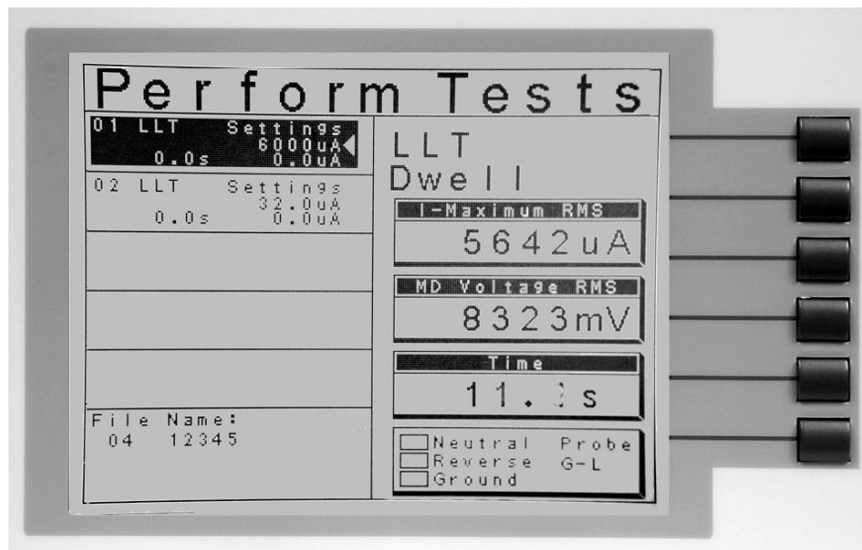 Perform Tests
01 LLT Settings
6000uA
0.0s 0.0uA
02 LLT Settings
32.0uA
0.0s 0.0uA
File Name:
04 12345
LLT
Dwell
I-Maximum RMS
5642uA
MD Voltage RMS
8323mV
Time
s
Neutral Probe
Reverse G-L
Ground